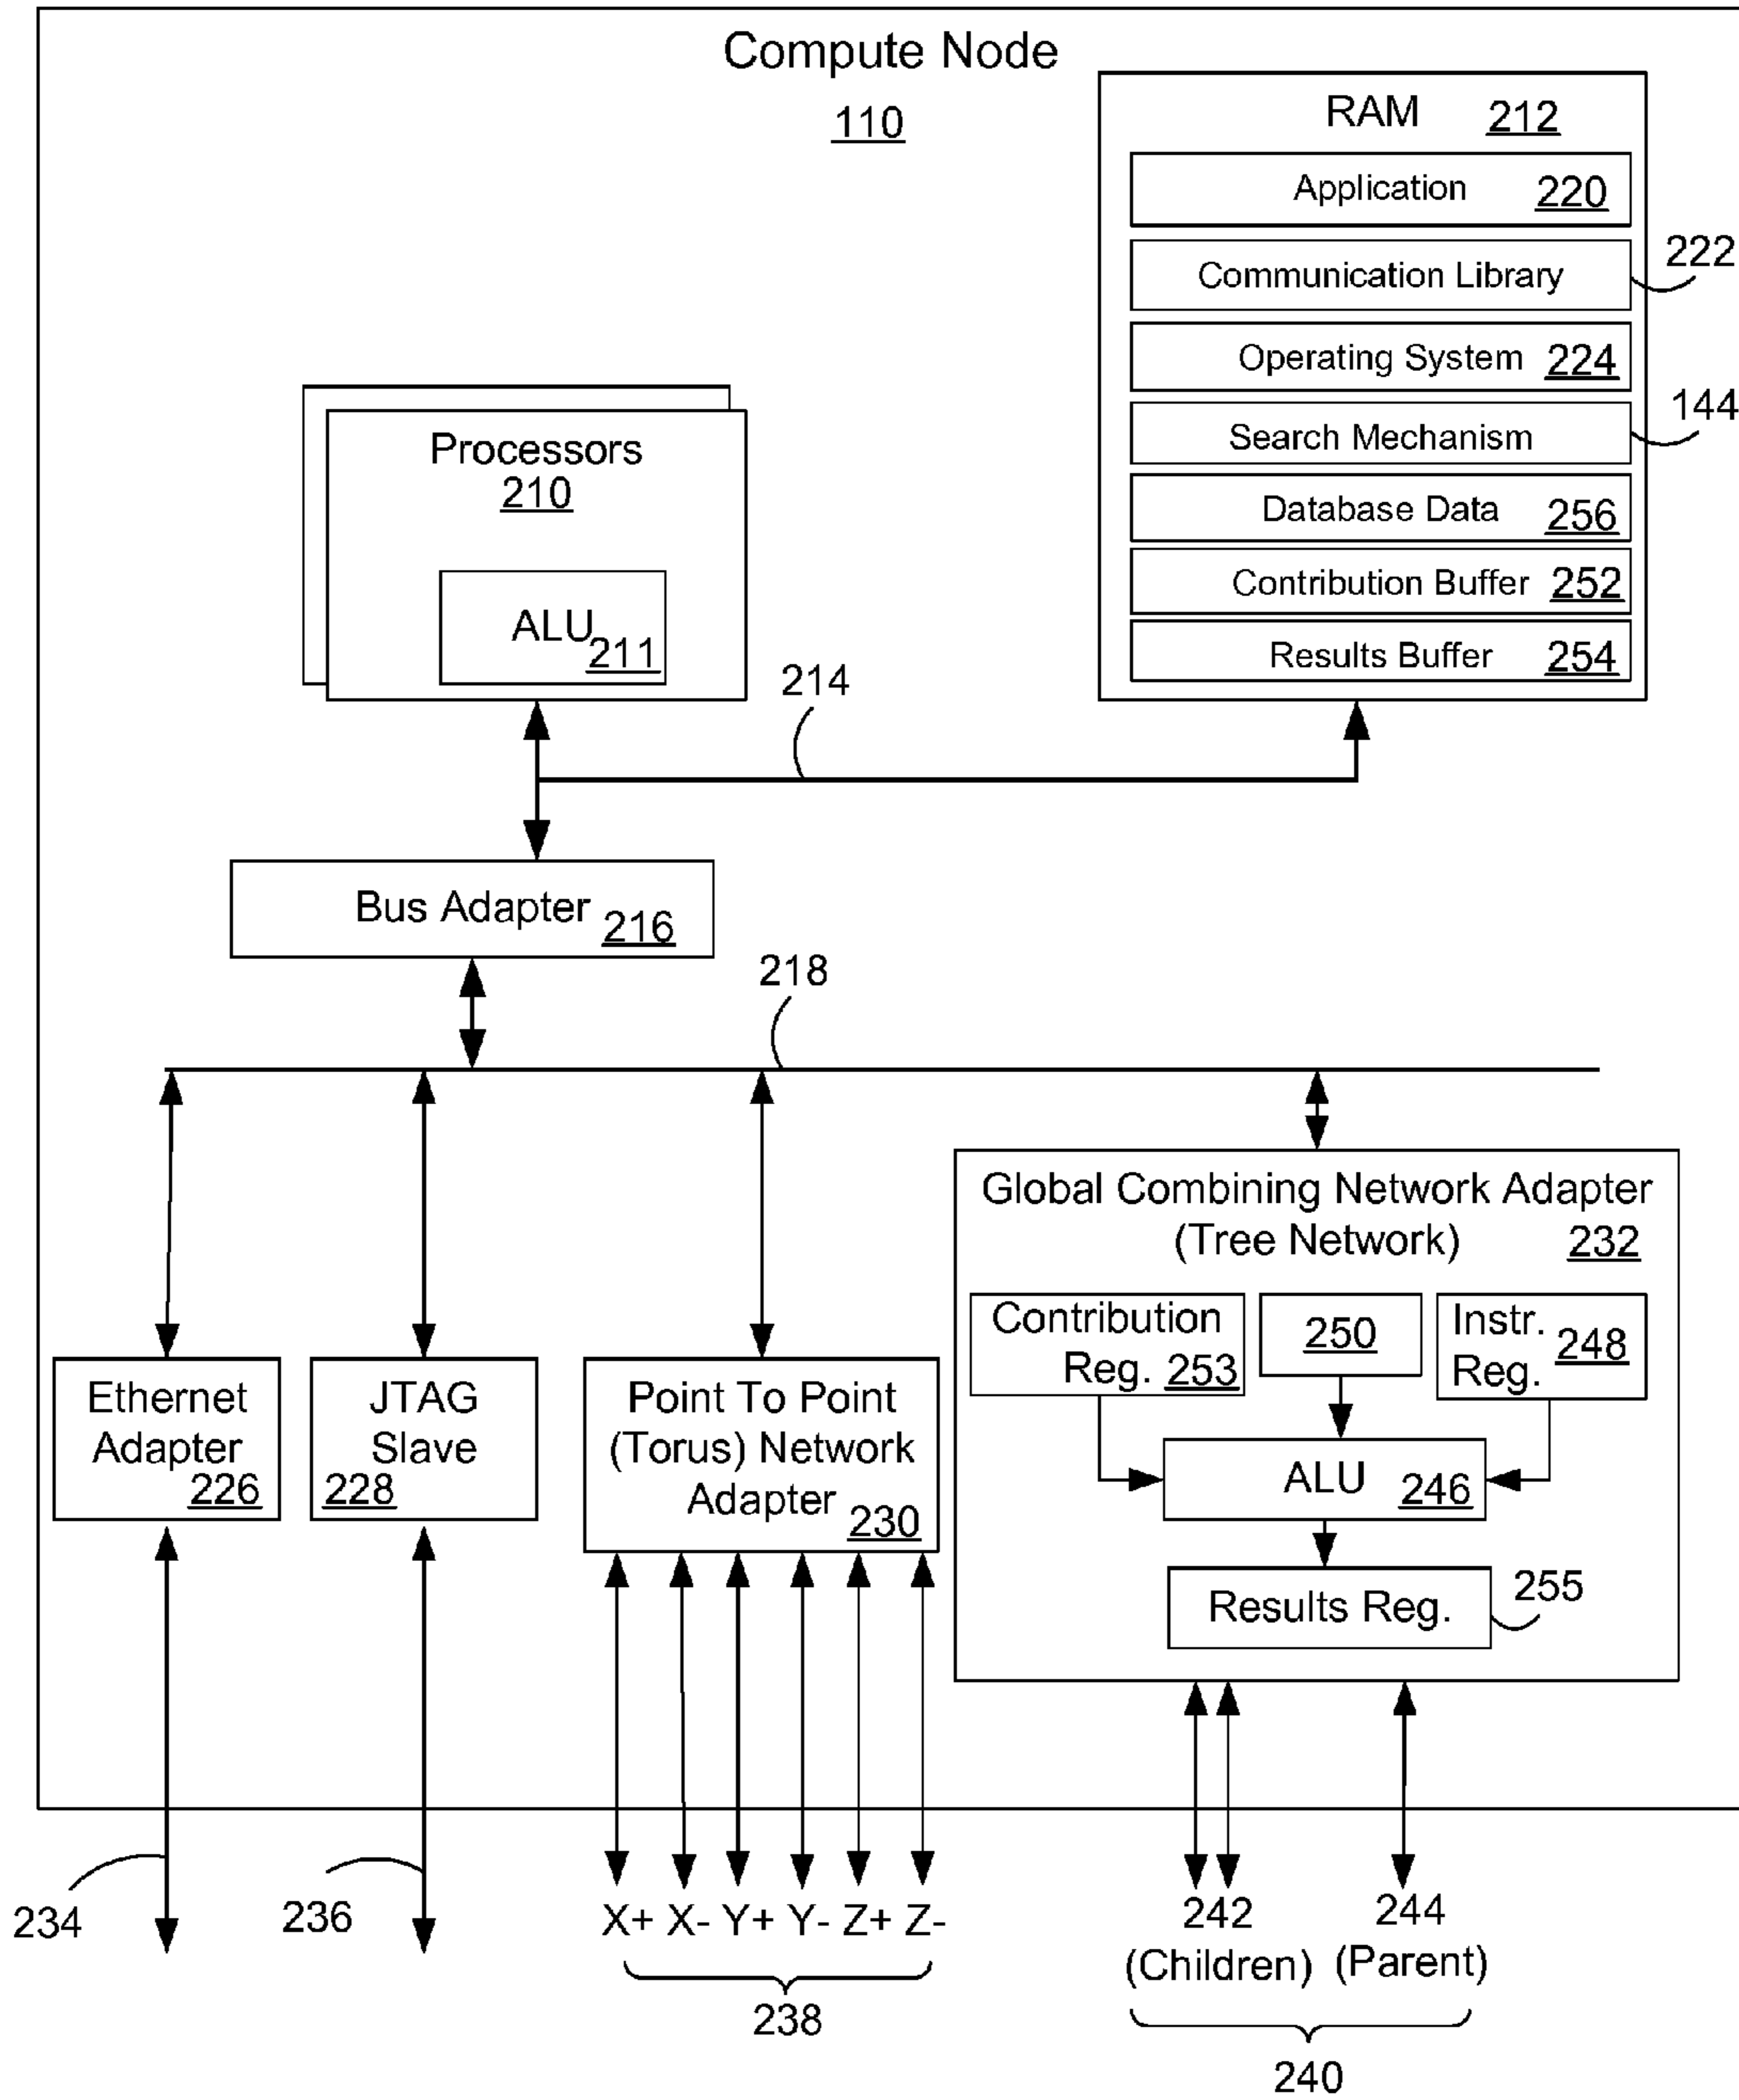 Compute Node
110
RAM 212
Application 220
Communication Library
222
Operating System 224
Search Mechanism
144
Database Data 256
Contribution Buffer 252
Results Buffer 254
Processors
210
ALU
211
214
Bus Adapter 216
218
Global Combining Network Adapter
(Tree Network) 232
Contribution
Reg. 253
250
Instr.
Reg. 248
ALU 246
Results Reg.
255
Ethernet
Adapter
226
JTAG
Slave
228
Point To Point
(Torus) Network
Adapter 230
234
236
X+ X- Y+ Y- Z+ Z-
238
242
(Children)
244
(Parent)
240